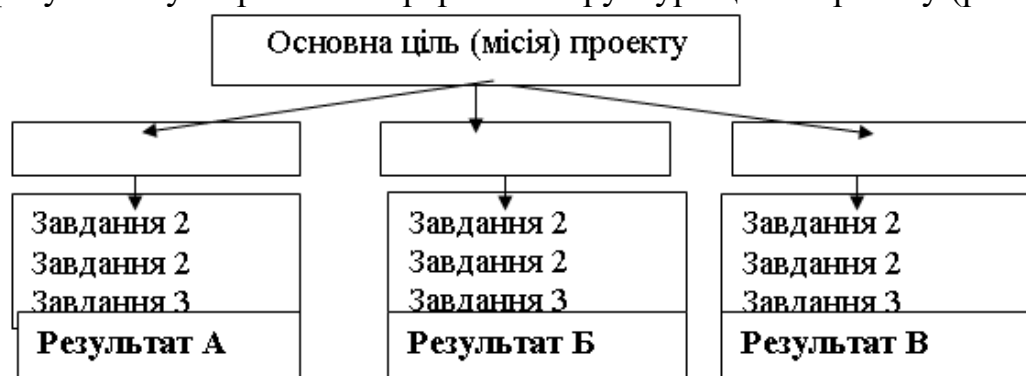 Основна ціль (місія) проекту
Завдання 2
Завдання 2
Завдання 3
Результат А
Завдання 2
Завдання 2
Завдання 3
Результат Б
Завдання 2
Завдання 2
Завдання 3
Результат В